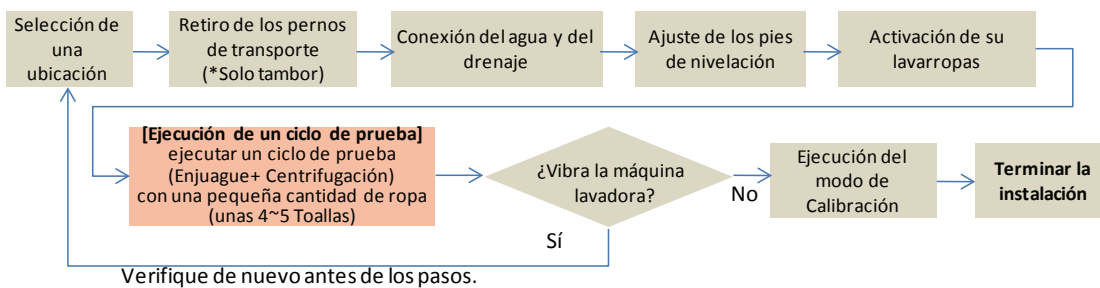 Selección de
una
ubicación
Retiro de los pernos
de transporte
(*Solo tambor)
Conexión del agua y del
drenaje
Ajuste de los pies
de nivelación
Activación de su
lavarropas
[Ejecución de un ciclo de prueba]
ejecutar un ciclo de prueba
(Enjuague+ Centrifugación)
con una pequeña cantidad de ropa
(unas 4~5 Toallas)
¿Vibra la máquina
lavadora?
No
Ejecución del
modo de
Calibración
Terminar la
instalación
Sí
Verifique de nuevo antes de los pasos.